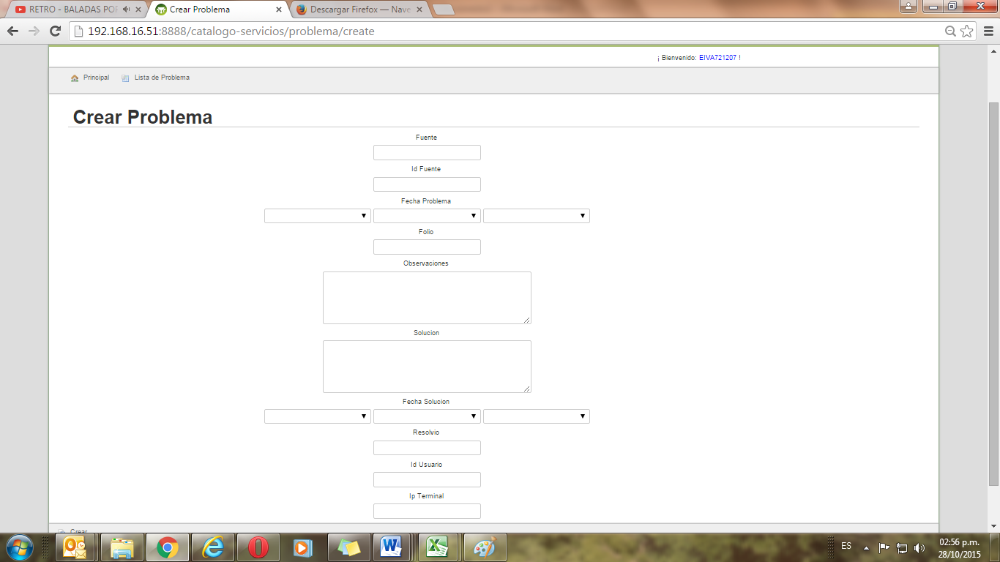 RETRO - BALADAS POP
Crear Problema
Descargar Firefox — Nave
192.168.16.51:8888/catalogo-servicios/problema/create
¡ Bienvenido: EIVA721207 !
Principal
Lista de Problema
Crear Problema
Fuente
Id Fuente
Fecha Problema
Folio
Observaciones
Solucion
Fecha Solucion
Resolvio
Id Usuario
Ip Terminal
Crear
ES
02:56 p.m.
28/10/2015